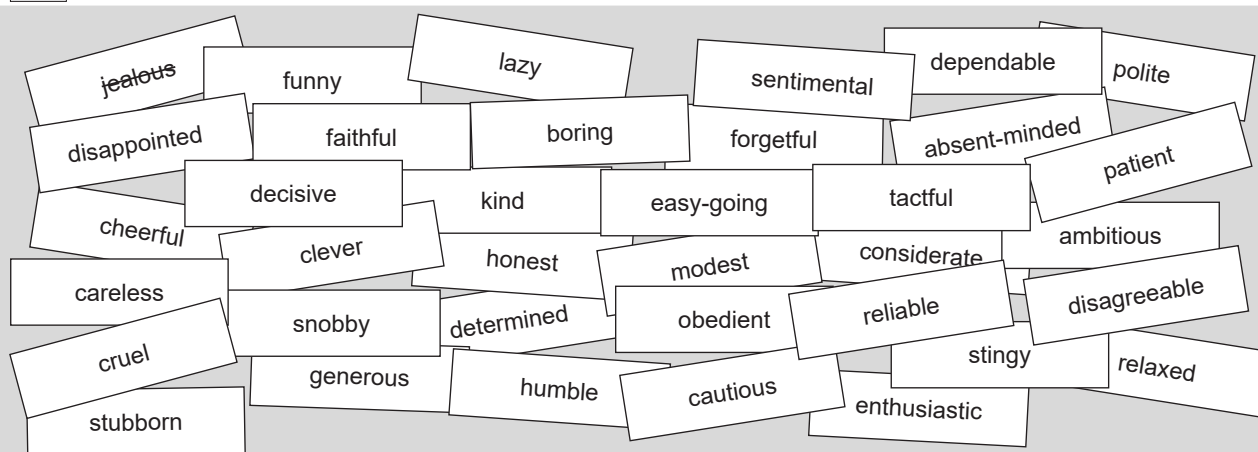 jealous
funny
lazy
sentimental
dependable
polite
disappointed
faithful
boring
forgetful
absent-minded
patient
decisive
kind
easy-going
tactful
cheerful
clever
honest
modest
considerate
ambitious
careless
snobby
determined
obedient
reliable
disagreeable
cruel
generous
humble
cautious
stingy
relaxed
stubborn
enthusiastic